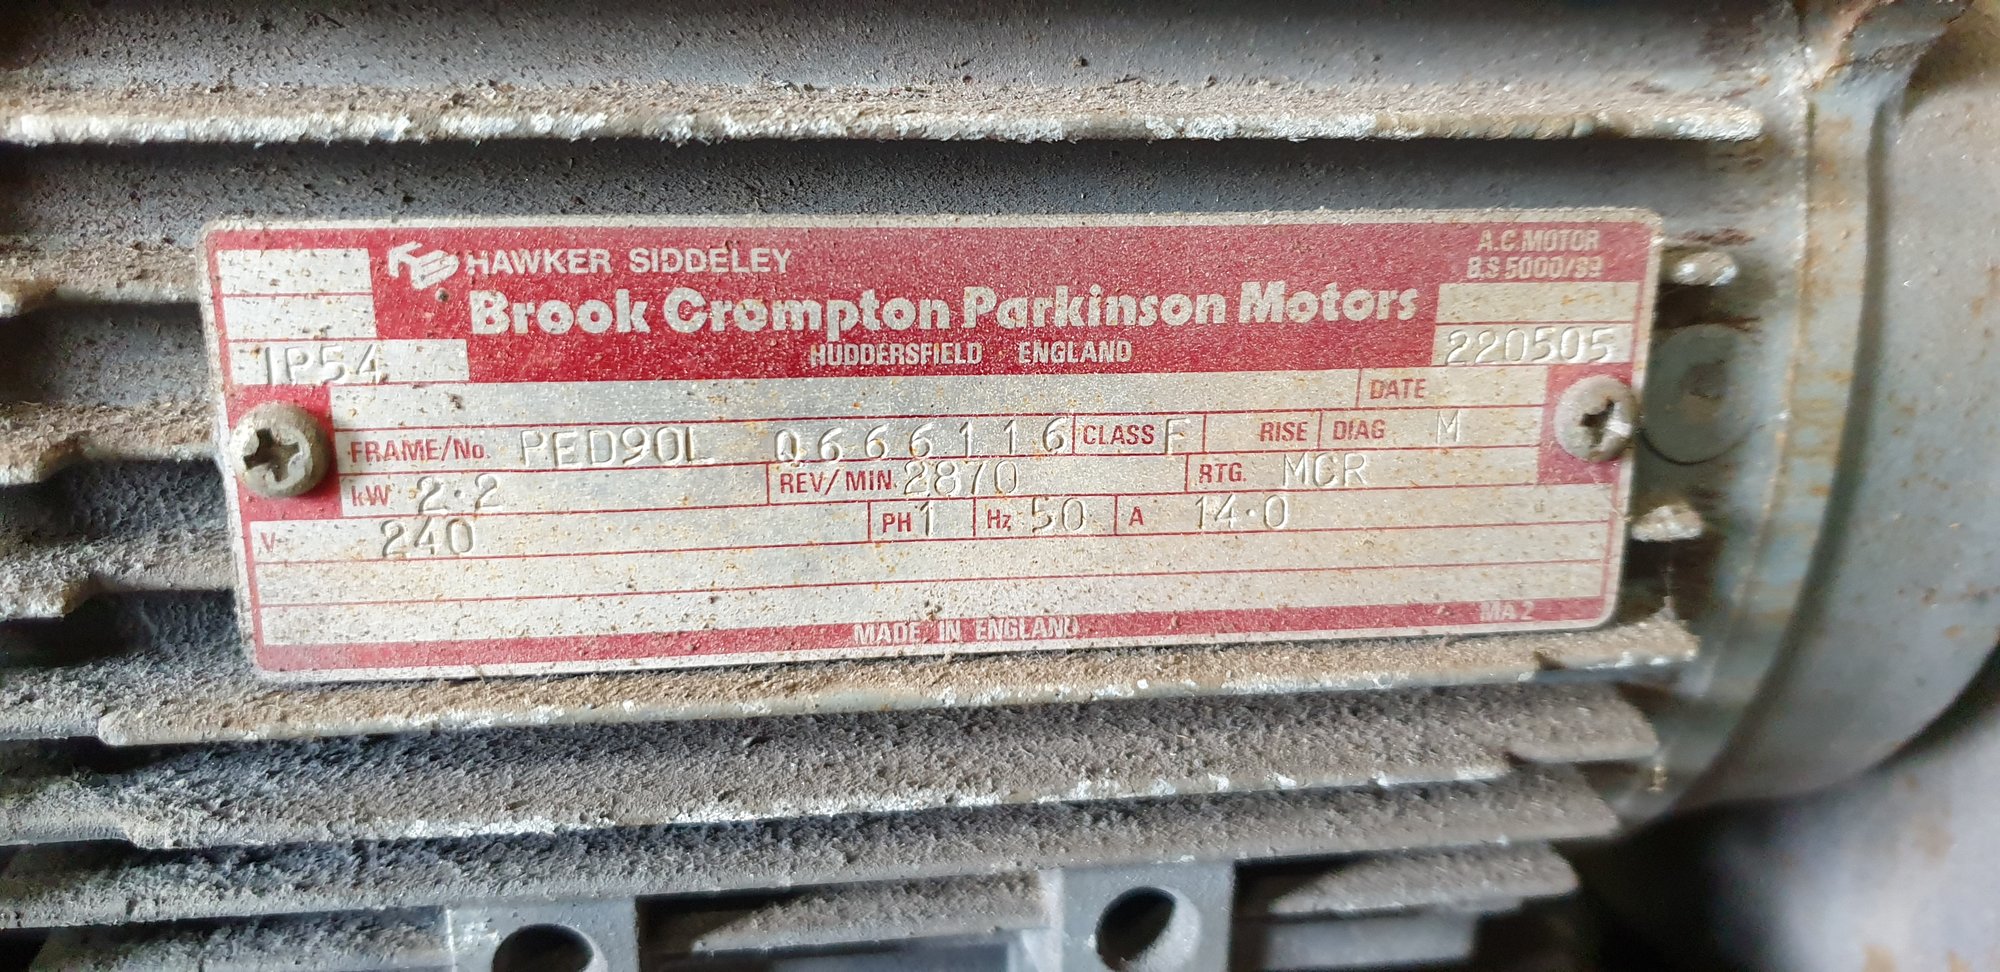 HAWKER SIDDELEY
A.C. MOTOR
B.S 5000/99
Brook Crompton Parkinson Motors
HUDDERSFIELD ENGLAND
220505
IP54
DATE
FRAME/No. PED90L Q666116 CLASS F RISE DIAG M
kW 2.2 REV/MIN. 2870 RTG. MCR
V 240 PH 1 Hz 50 A 14.0
MADE IN ENGLAND
MA2